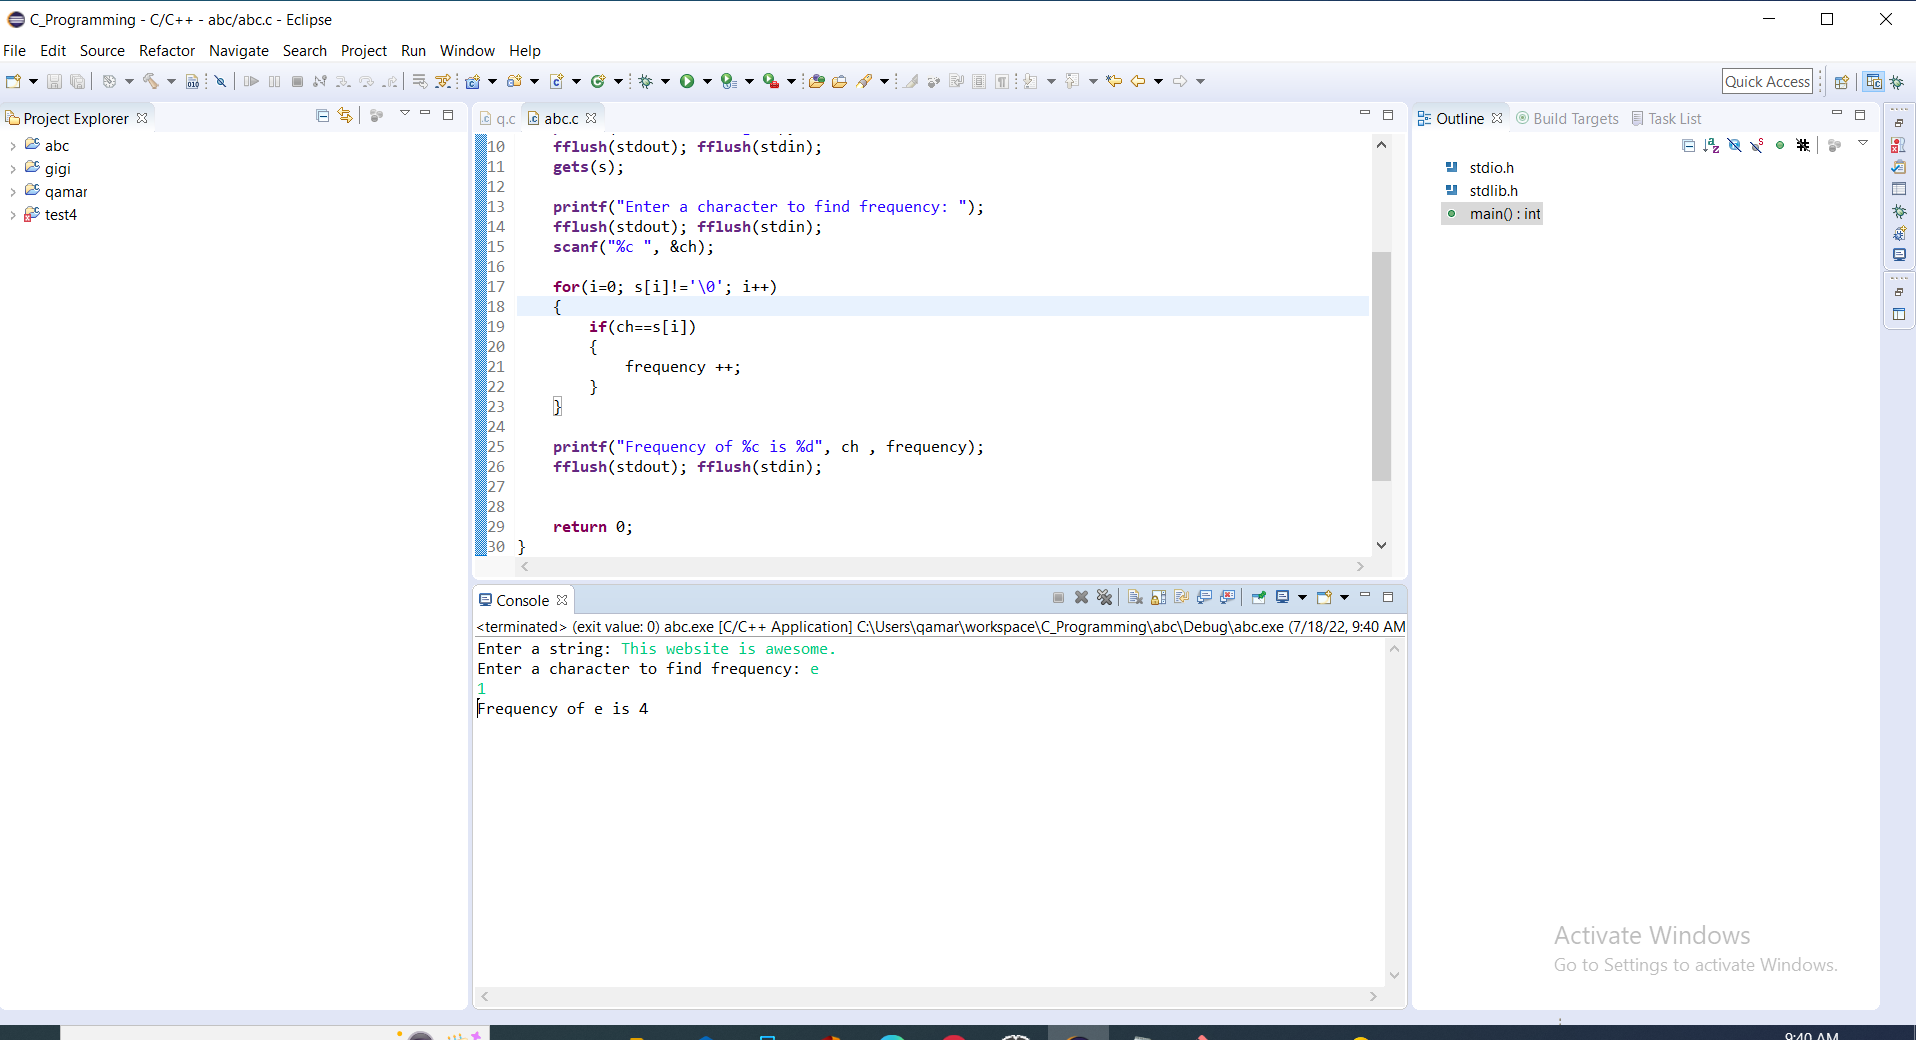 C_Programming - C/C++ - abc/abc.c - Eclipse
File Edit Source Refactor Navigate Search Project Run Window Help
Quick Access
Project Explorer
abc
gigi
qamar
test4
q.c abc.c
10 fflush(stdout); fflush(stdin);
11 gets(s);
12
13 printf("Enter a character to find frequency: ");
14 fflush(stdout); fflush(stdin);
15 scanf("%c ", &ch);
16
17 for(i=0; s[i]!='\0'; i++)
18 {
19 if(ch==s[i])
20 {
21 frequency ++;
22 }
23 }
24
25 printf("Frequency of %c is %d", ch , frequency);
26 fflush(stdout); fflush(stdin);
27
28
29 return 0;
30 }
Console
<terminated> (exit value: 0) abc.exe [C/C++ Application] C:\Users\qamar\workspace\C_Programming\abc\Debug\abc.exe (7/18/22, 9:40 AM
Enter a string: This website is awesome.
Enter a character to find frequency: e
1
Frequency of e is 4
Outline Build Targets Task List
stdio.h
stdlib.h
main() : int
Activate Windows
Go to Settings to activate Windows.
9:40 AM